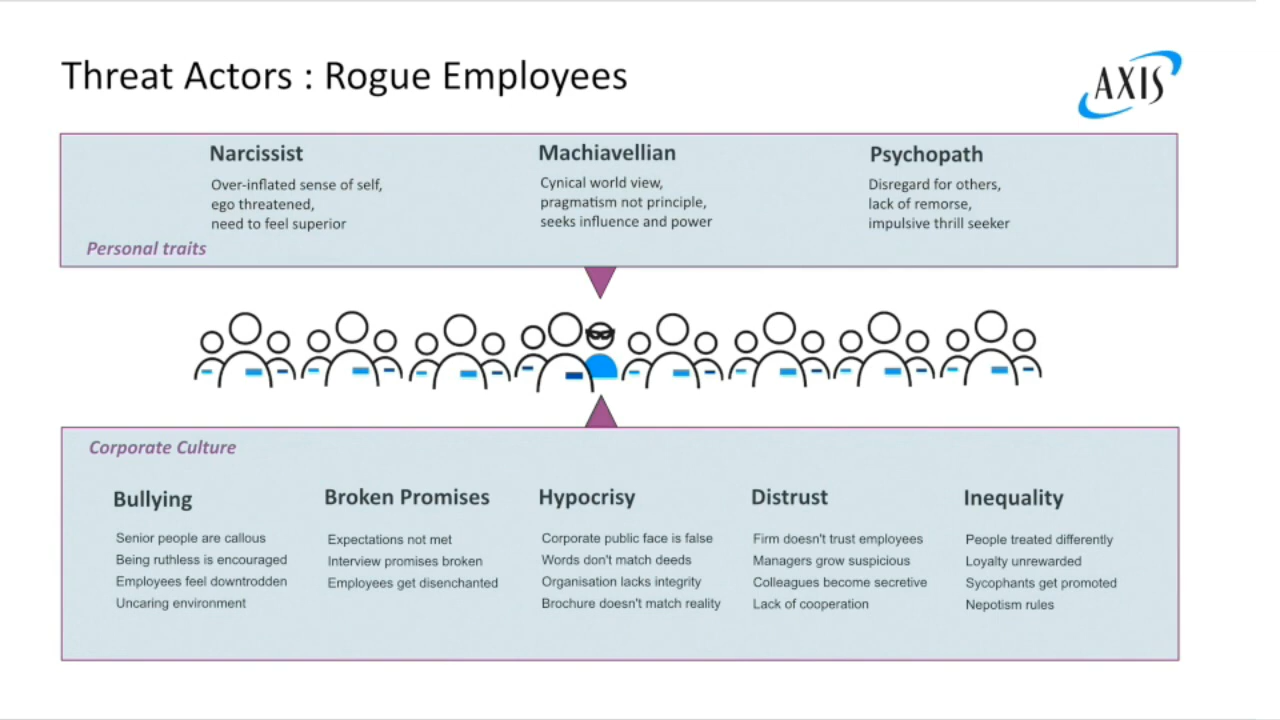 Threat Actors : Rogue Employees
AXIS
Narcissist
Over-inflated sense of self,
ego threatened,
need to feel superior
Machiavellian
Cynical world view,
pragmatism not principle,
seeks influence and power
Psychopath
Disregard for others,
lack of remorse,
impulsive thrill seeker
Personal traits
Corporate Culture
Bullying
Senior people are callous
Being ruthless is encouraged
Employees feel downtrodden
Uncaring environment
Broken Promises
Expectations not met
Interview promises broken
Employees get disenchanted
Hypocrisy
Corporate public face is false
Words don't match deeds
Organisation lacks integrity
Brochure doesn't match reality
Distrust
Firm doesn't trust employees
Managers grow suspicious
Colleagues become secretive
Lack of cooperation
Inequality
People treated differently
Loyalty unrewarded
Sycophants get promoted
Nepotism rules